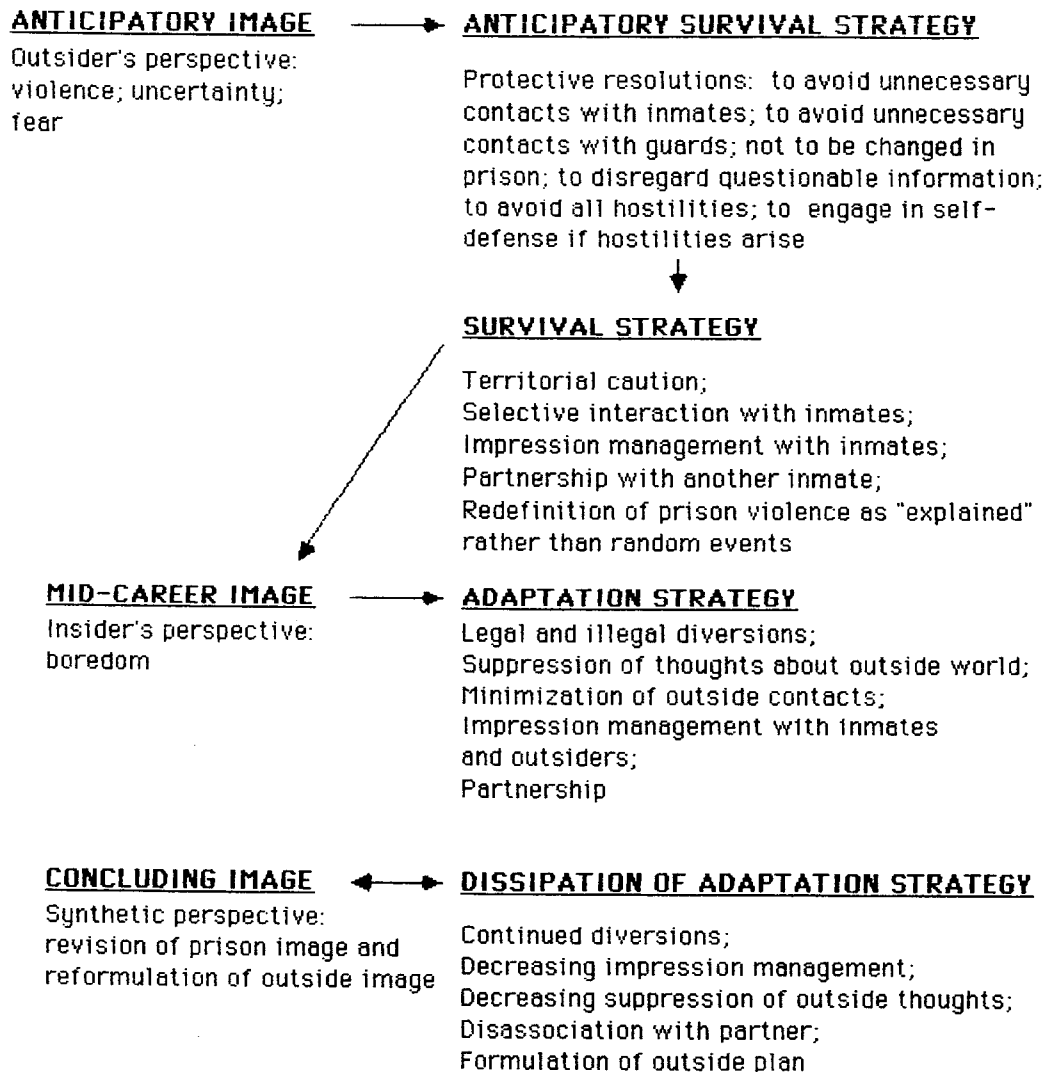 ANTICIPATORY IMAGE
Outsider's perspective:
violence; uncertainty;
fear
ANTICIPATORY SURVIVAL STRATEGY
Protective resolutions: to avoid unnecessary
contacts with inmates; to avoid unnecessary
contacts with guards; not to be changed in
prison; to disregard questionable information;
to avoid all hostilities; to engage in self-
defense if hostilities arise
SURVIVAL STRATEGY
Territorial caution;
Selective interaction with inmates;
Impression management with inmates;
Partnership with another inmate;
Redefinition of prison violence as "explained"
rather than random events
MID-CAREER IMAGE
Insider's perspective:
boredom
ADAPTATION STRATEGY
Legal and illegal diversions;
Suppression of thoughts about outside world;
Minimization of outside contacts;
Impression management with inmates
and outsiders;
Partnership
CONCLUDING IMAGE
Synthetic perspective:
revision of prison image and
reformulation of outside image
DISSIPATION OF ADAPTATION STRATEGY
Continued diversions;
Decreasing impression management;
Decreasing suppression of outside thoughts;
Disassociation with partner;
Formulation of outside plan